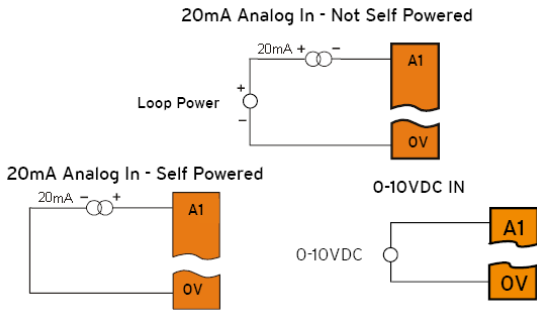 20mA Analog In - Not Self Powered
20mA + -
A1
Loop Power
+
-
0V
20mA Analog In - Self Powered
20mA - +
A1
0V
0-10VDC IN
A1
0-10VDC
0V